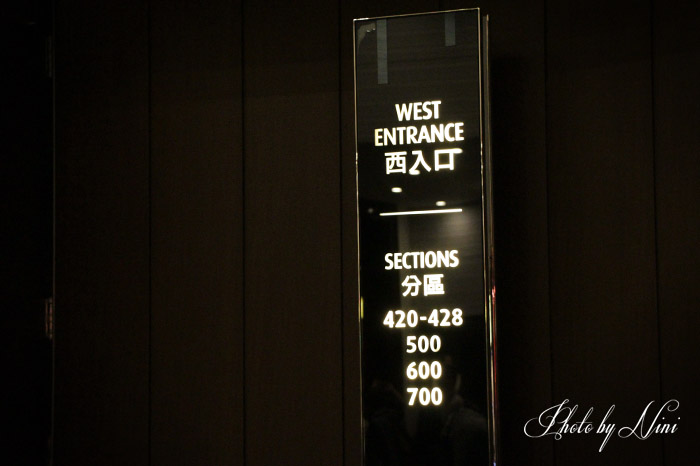 WEST
ENTRANCE
西入口
SECTIONS
分區
420-428
500
600
700
Photo by Nini